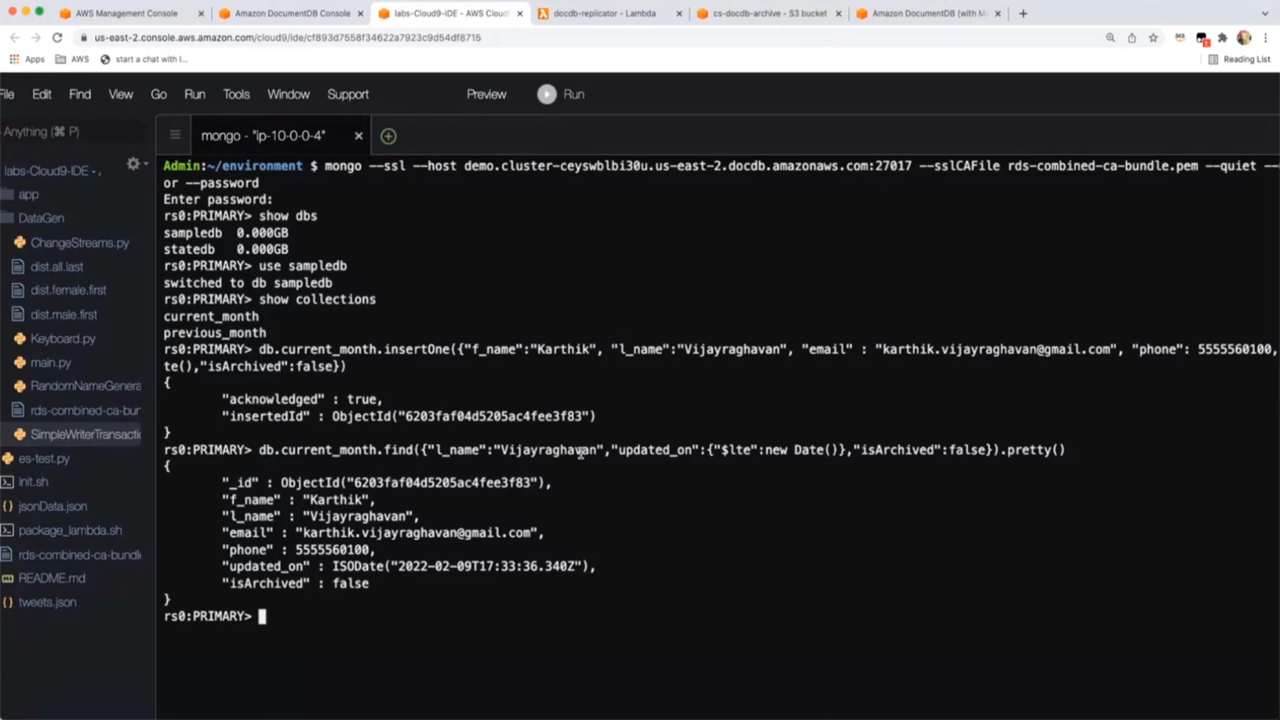 AWS Management Console
Amazon DocumentDB Console
labs-Cloud9-IDE - AWS Cloud
docdb-replicator - Lambda
cs-docdb-archive - S3 bucket
Amazon DocumentDB (with M
us-east-2.console.aws.amazon.com/cloud9/ide/cf893d7558f34622a7923c9d54df8715
Apps
AWS
start a chat with I...
Reading List
File Edit Find View Go Run Tools Window Support Preview Run
Anything (⌘ P)
mongo - "ip-10-0-0-4"
labs-Cloud9-IDE - .
app
DataGen
ChangeStreams.py
dist.all.last
dist.female.first
dist.male.first
Keyboard.py
main.py
RandomNameGenera
rds-combined-ca-bur
SimpleWriterTransacti
es-test.py
init.sh
jsonData.json
package_lambda.sh
rds-combined-ca-bundle
README.md
tweets.json
Admin:~/environment $ mongo --ssl --host demo.cluster-ceyswblbi30u.us-east-2.docdb.amazonaws.com:27017 --sslCAFile rds-combined-ca-bundle.pem --quiet --
or --password
Enter password:
rs0:PRIMARY> show dbs
sampledb 0.000GB
statedb 0.000GB
rs0:PRIMARY> use sampledb
switched to db sampledb
rs0:PRIMARY> show collections
current_month
previous_month
rs0:PRIMARY> db.current_month.insertOne({"f_name":"Karthik", "l_name":"Vijayraghavan", "email" : "karthik.vijayraghavan@gmail.com", "phone": 5555560100,
te(),"isArchived":false})
{
"acknowledged" : true,
"insertedId" : ObjectId("6203faf04d5205ac4fee3f83")
}
rs0:PRIMARY> db.current_month.find({"l_name":"Vijayraghavan","updated_on":{"$lte":new Date()},"isArchived":false}).pretty()
{
"_id" : ObjectId("6203faf04d5205ac4fee3f83"),
"f_name" : "Karthik",
"l_name" : "Vijayraghavan",
"email" : "karthik.vijayraghavan@gmail.com",
"phone" : 5555560100,
"updated_on" : ISODate("2022-02-09T17:33:36.340Z"),
"isArchived" : false
}
rs0:PRIMARY>